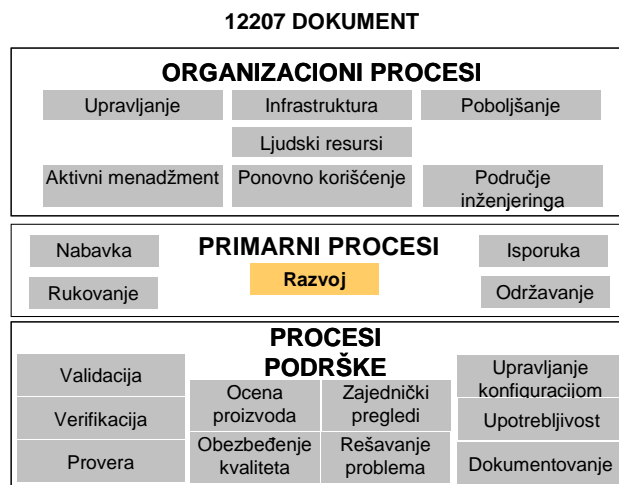 12207 DOKUMENT
ORGANIZACIONI PROCESI
Upravljanje
Infrastruktura
Poboljšanje
Ljudski resursi
Aktivni menadžment
Ponovno korišćenje
Područje
inženjeringa
PRIMARNI PROCESI
Nabavka
Isporuka
Razvoj
Rukovanje
Održavanje
PROCESI
PODRŠKE
Validacija
Verifikacija
Provera
Ocena
proizvoda
Zajednički
pregledi
Obezbeđenje
kvaliteta
Rešavanje
problema
Upravljanje
konfiguracijom
Upotrebljivost
Dokumentovanje